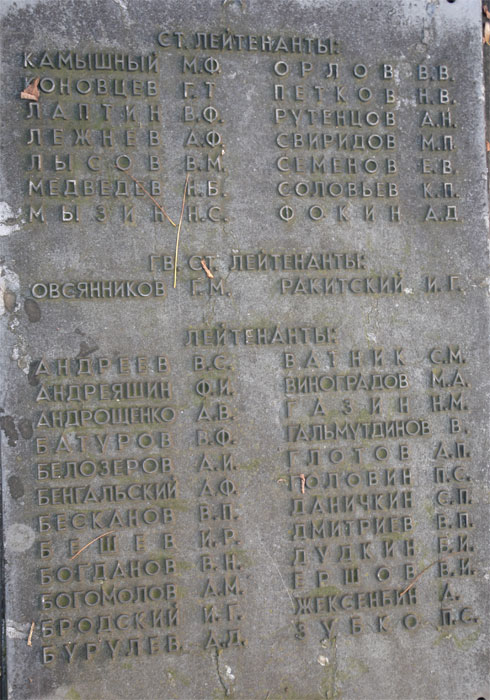 СТ. ЛЕЙТЕНАНТЫ:
КАМЫШНЫЙ М.Ф.
КОНОВЦЕВ Г.Т.
ЛАПТИН В.Ф.
ЛЕЖНЕВ А.Ф.
ЛЫСОВ В.М.
МЕДВЕДЕВ Н.Б.
МЫЗИН Н.С.
ОРЛОВ В.В.
ПЕТКОВ Н.В.
РУТЕНЦОВ А.Н.
СВИРИДОВ М.П.
СЕМЕНОВ Е.В.
СОЛОВЬЕВ К.П.
ФОКИН А.Д.
ГВ. СТ. ЛЕЙТЕНАНТЫ:
ОВСЯННИКОВ Г.М.
РАКИТСКИЙ И.Г.
ЛЕЙТЕНАНТЫ:
АНДРЕЕВ В.С.
АНДРЕЯШИН Ф.И.
АНДРОЩЕНКО А.В.
БАТУРОВ В.Ф.
БЕЛОЗЕРОВ А.И.
БЕНГАЛЬСКИЙ А.Ф.
БЕСКАНОВ В.П.
БЕШЕВ И.Р.
БОГДАНОВ В.Н.
БОГОМОЛОВ А.М.
БРОДСКИЙ И.Г.
БУРУЛЕВ А.Д.
ВАТНИК С.М.
ВИНОГРАДОВ М.А.
ГАЗИН Н.М.
ГАЛЬМУТДИНОВ В.
ГЛОТОВ А.П.
ГОЛОВИН П.С.
ДАНИЧКИН С.П.
ДМИТРИЕВ В.П.
ДУДКИН Б.И.
ЕРШОВ В.И.
ЖЕКСЕНБИН А.
ЗУБКО П.С.